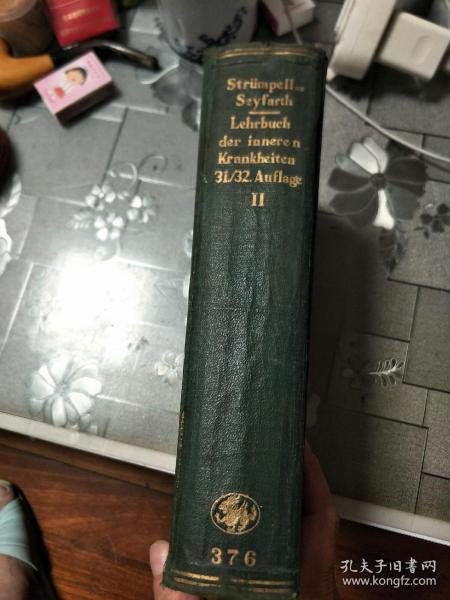 Strümpell-
Seyfarth
Lehrbuch
der inneren
Krankheiten
31./32. Auflage
II
376
孔夫子旧书网
www.kongfz.com